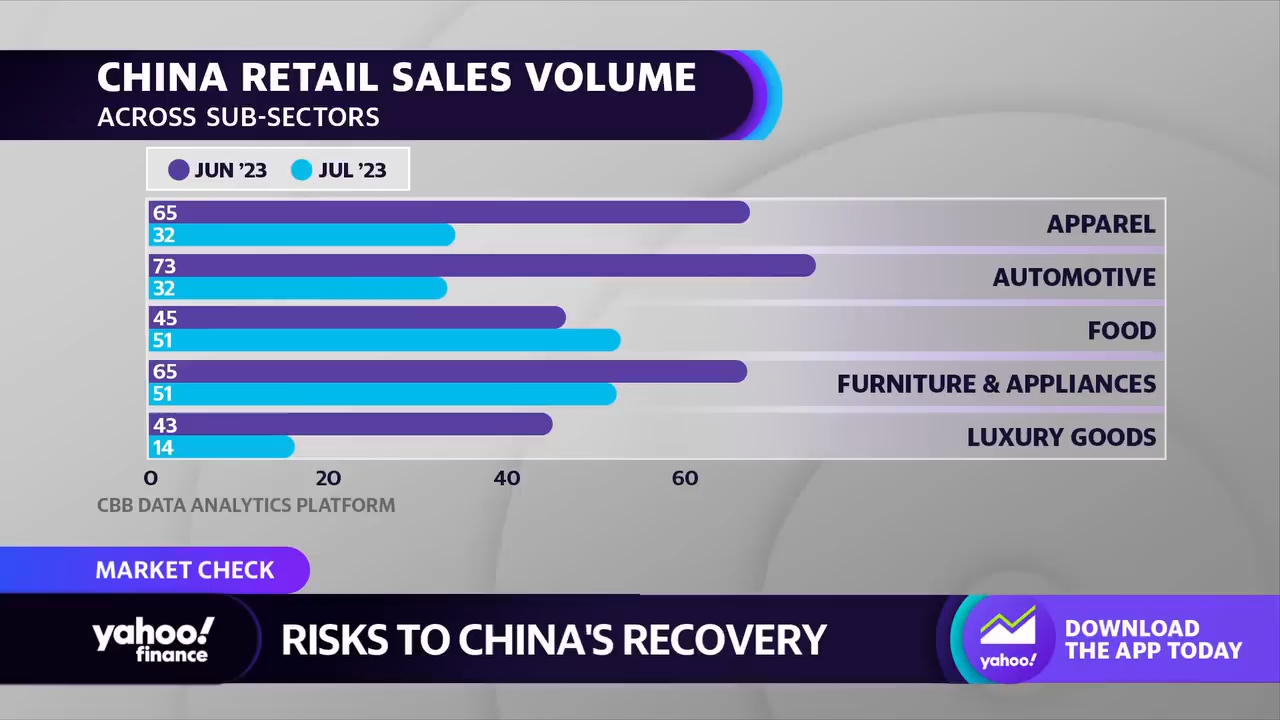 CHINA RETAIL SALES VOLUME
ACROSS SUB-SECTORS
JUN ’23 JUL ’23
65
32
APPAREL
73
32
AUTOMOTIVE
45
51
FOOD
65
51
FURNITURE & APPLIANCES
43
14
LUXURY GOODS
0 20 40 60
CBB DATA ANALYTICS PLATFORM
MARKET CHECK
yahoo!
finance
RISKS TO CHINA'S RECOVERY
yahoo!
DOWNLOAD
THE APP TODAY